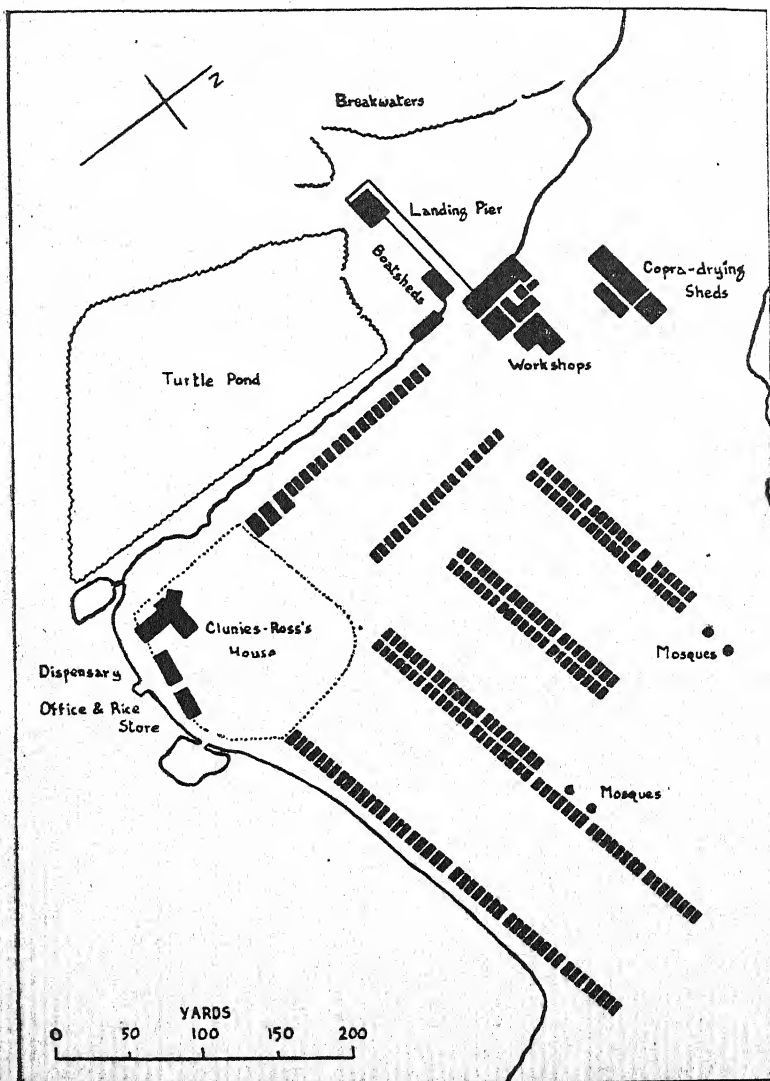 N
Breakwaters
Landing Pier
Boatsheds
Copra-drying
Sheds
Workshops
Turtle Pond
Clunies-Ross's
House
Mosques
Dispensary
Office & Rice
Store
Mosques
YARDS
0 50 100 200